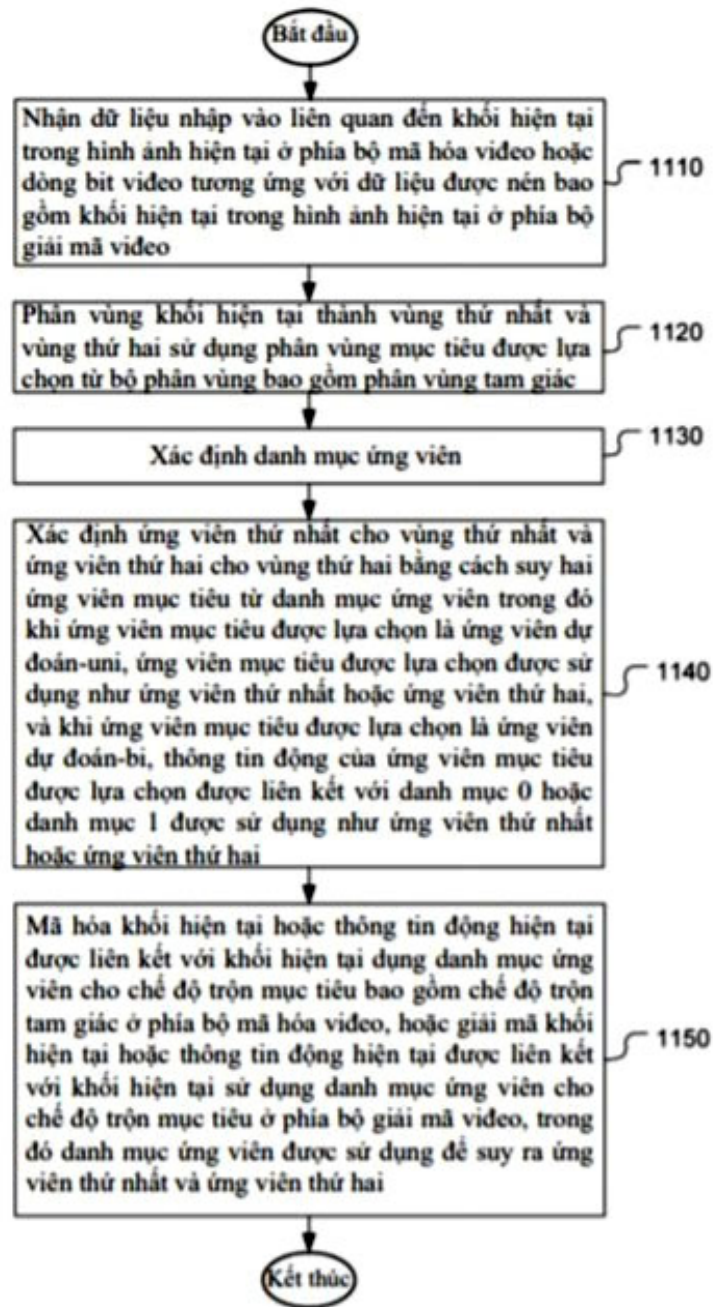 Bắt đầu
Nhận dữ liệu nhập vào liên quan đến khối hiện tại
trong hình ảnh hiện tại ở phía bộ mã hóa video hoặc
dòng bit video tương ứng với dữ liệu được nén bao
gồm khối hiện tại trong hình ảnh hiện tại ở phía bộ
giải mã video
1110
Phân vùng khối hiện tại thành vùng thứ nhất và
vùng thứ hai sử dụng phân vùng mục tiêu được lựa
chọn từ bộ phân vùng bao gồm phân vùng tam giác
1120
Xác định danh mục ứng viên
1130
Xác định ứng viên thứ nhất cho vùng thứ nhất và
ứng viên thứ hai cho vùng thứ hai bằng cách suy hai
ứng viên mục tiêu từ danh mục ứng viên trong đó
khi ứng viên mục tiêu được lựa chọn là ứng viên dự
đoán-uni, ứng viên mục tiêu được lựa chọn được sử
dụng như ứng viên thứ nhất hoặc ứng viên thứ hai,
và khi ứng viên mục tiêu được lựa chọn là ứng viên
dự đoán-bi, thông tin động của ứng viên mục tiêu
được lựa chọn được liên kết với danh mục 0 hoặc
danh mục 1 được sử dụng như ứng viên thứ nhất
hoặc ứng viên thứ hai
1140
Mã hóa khối hiện tại hoặc thông tin động hiện tại
được liên kết với khối hiện tại dụng danh mục ứng
viên cho chế độ trộn mục tiêu bao gồm chế độ trộn
tam giác ở phía bộ mã hóa video, hoặc giải mã khối
hiện tại hoặc thông tin động hiện tại được liên kết
với khối hiện tại sử dụng danh mục ứng viên cho
chế độ trộn mục tiêu ở phía bộ giải mã video, trong
đó danh mục ứng viên được sử dụng để suy ra ứng
viên thứ nhất và ứng viên thứ hai
1150
Kết thúc